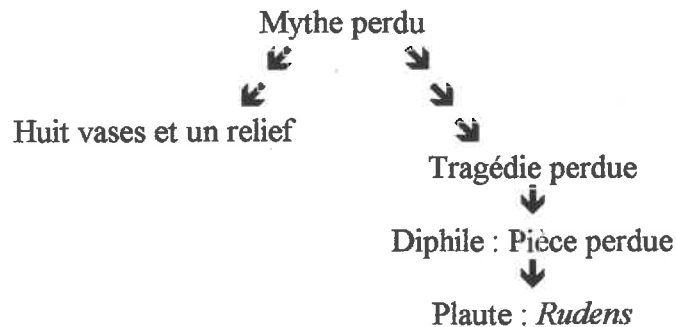 Mythe perdu
Huit vases et un relief
Tragédie perdue
Diphile : Pièce perdue
Plaute : Rudens